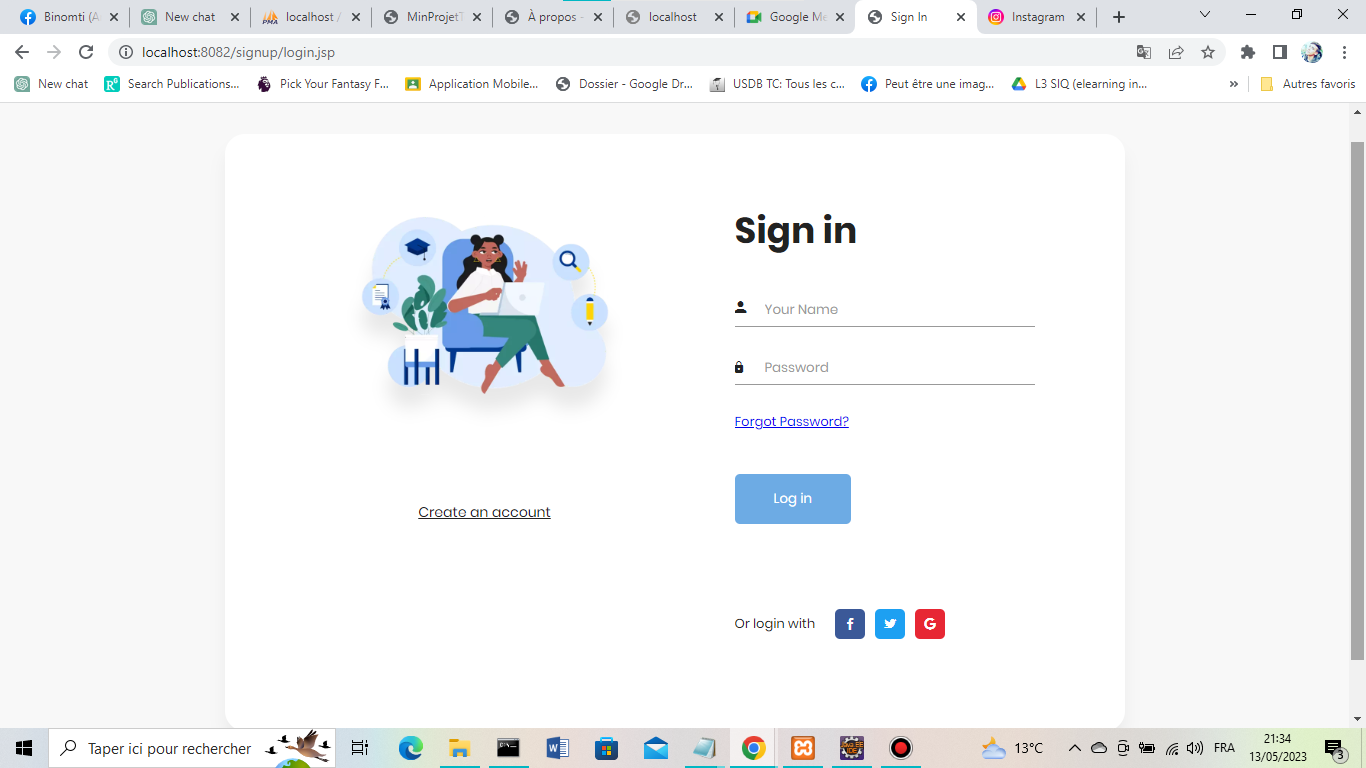 Binomti (A
New chat
localhost /
MinProjetT
À propos -
localhost
Google Me
Sign In
Instagram
localhost:8082/signup/login.jsp
New chat
Search Publications...
Pick Your Fantasy F...
Application Mobile...
Dossier - Google Dr...
USDB TC: Tous les c...
Peut être une imag...
L3 SIQ (elearning in...
»
Autres favoris
Sign in
Your Name
Password
Forgot Password?
Log in
Create an account
Or login with
Taper ici pour rechercher
13°C
FRA
21:34
13/05/2023
3